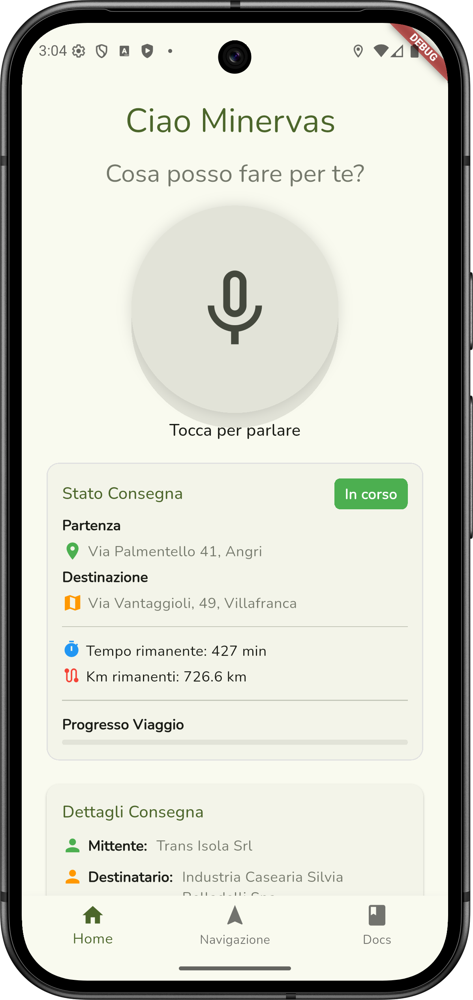 3:04
DEBUG
Ciao Minervas
Cosa posso fare per te?
Tocca per parlare
Stato Consegna
In corso
Partenza
Via Palmentello 41, Angri
Destinazione
Via Vantaggioli, 49, Villafranca
Tempo rimanente: 427 min
Km rimanenti: 726.6 km
Progresso Viaggio
Dettagli Consegna
Mittente: Trans Isola Srl
Destinatario: Industria Casearia Silvia
Home
Navigazione
Docs